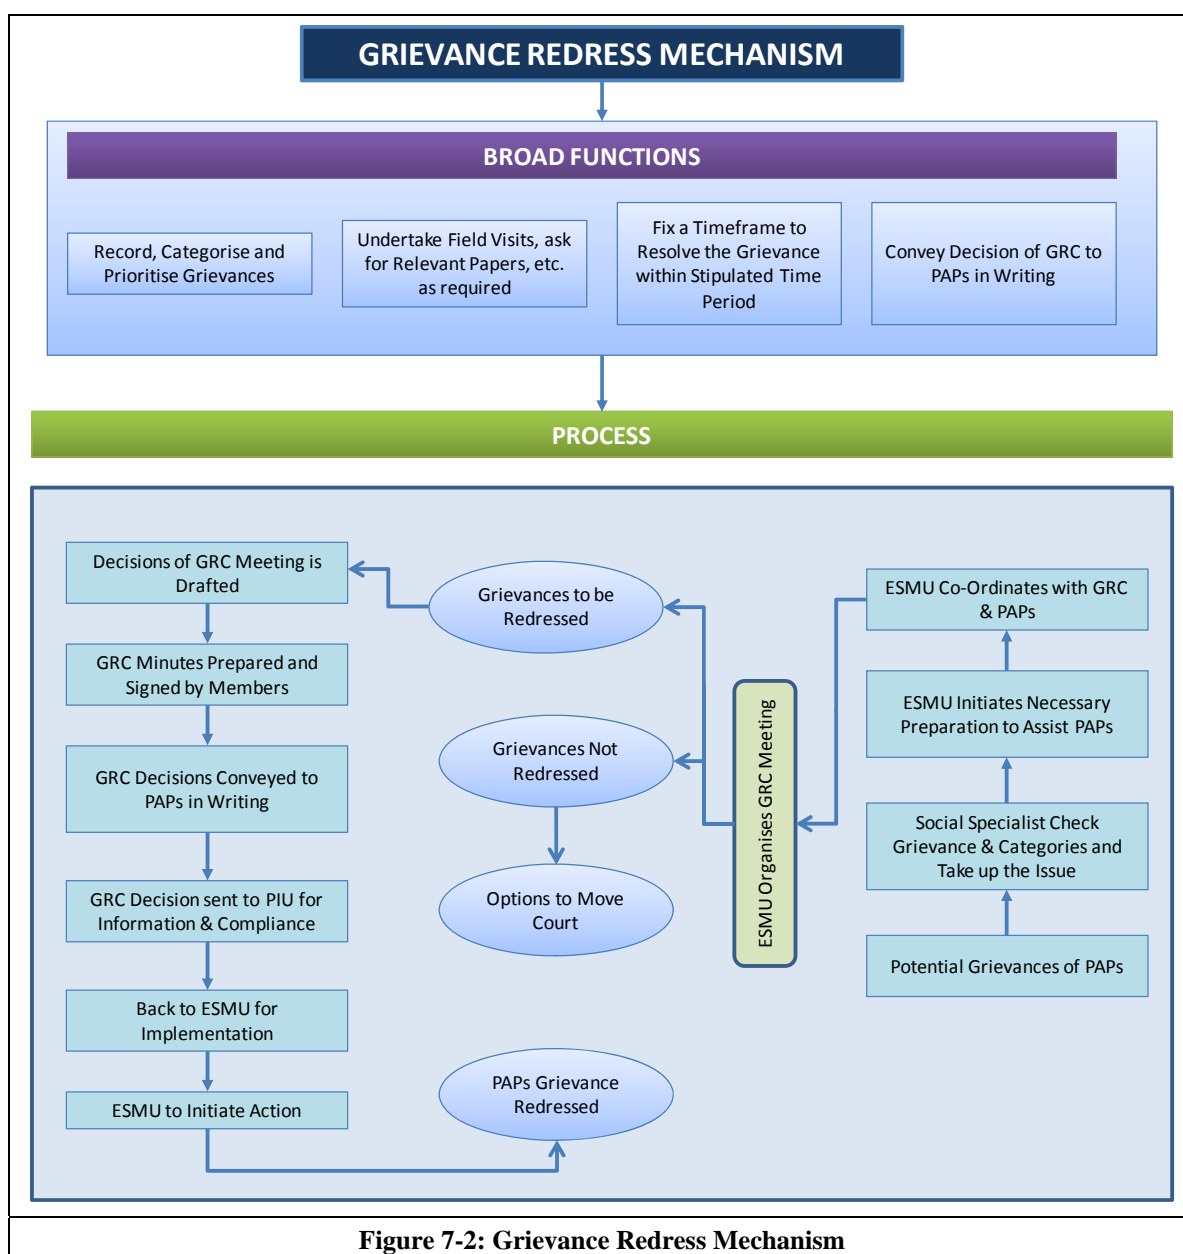 GRIEVANCE REDRESS MECHANISM
BROAD FUNCTIONS
Record, Categorise and
Prioritise Grievances
Undertake Field Visits, ask
for Relevant Papers, etc.
as required
Fix a Timeframe to
Resolve the Grievance
within Stipulated Time
Period
Convey Decision of GRC to
PAPs in Writing
PROCESS
Decisions of GRC Meeting is
Drafted
GRC Minutes Prepared and
Signed by Members
GRC Decisions Conveyed to
PAPs in Writing
GRC Decision sent to PIU for
Information & Compliance
Back to ESMU for
Implementation
ESMU to Initiate Action
Grievances to be
Redressed
Grievances Not
Redressed
Options to Move
Court
PAPs Grievance
Redressed
ESMU Organises GRC Meeting
ESMU Co-Ordinates with GRC
& PAPs
ESMU Initiates Necessary
Preparation to Assist PAPs
Social Specialist Check
Grievance & Categories and
Take up the Issue
Potential Grievances of PAPs
Figure 7-2: Grievance Redress Mechanism